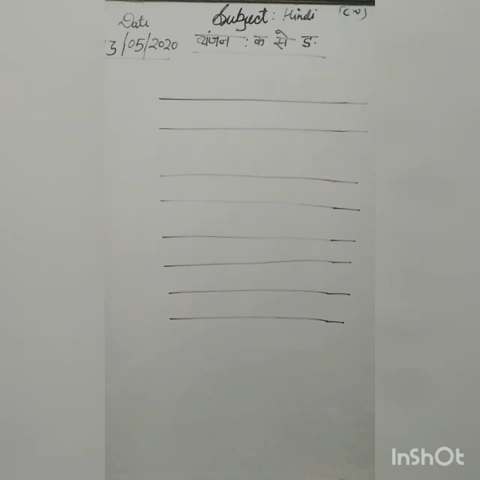 Date Subject: Hindi (C.W)
3/05/2020 व्यंजन : क से ङ
InShOt